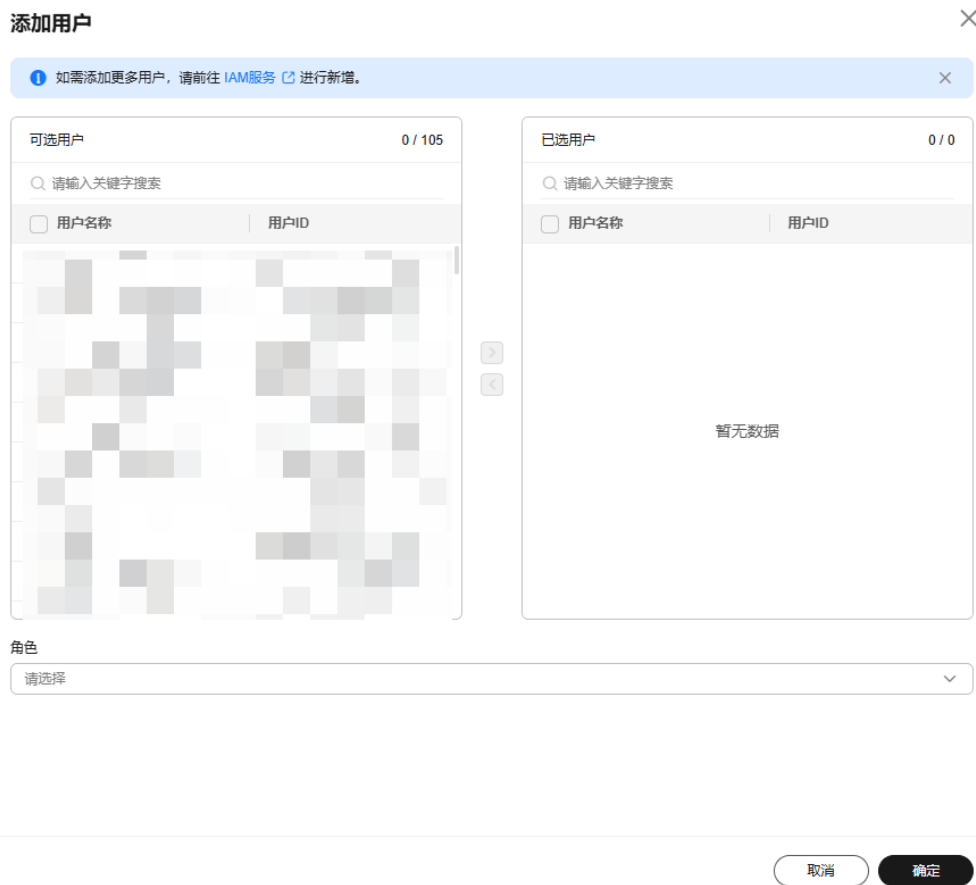 添加用户
如需添加更多用户，请前往 IAM服务 进行新增。
可选用户 0 / 105
请输入关键字搜索
用户名称 用户ID
已选用户 0 / 0
请输入关键字搜索
用户名称 用户ID
暂无数据
角色
请选择
取消 确定